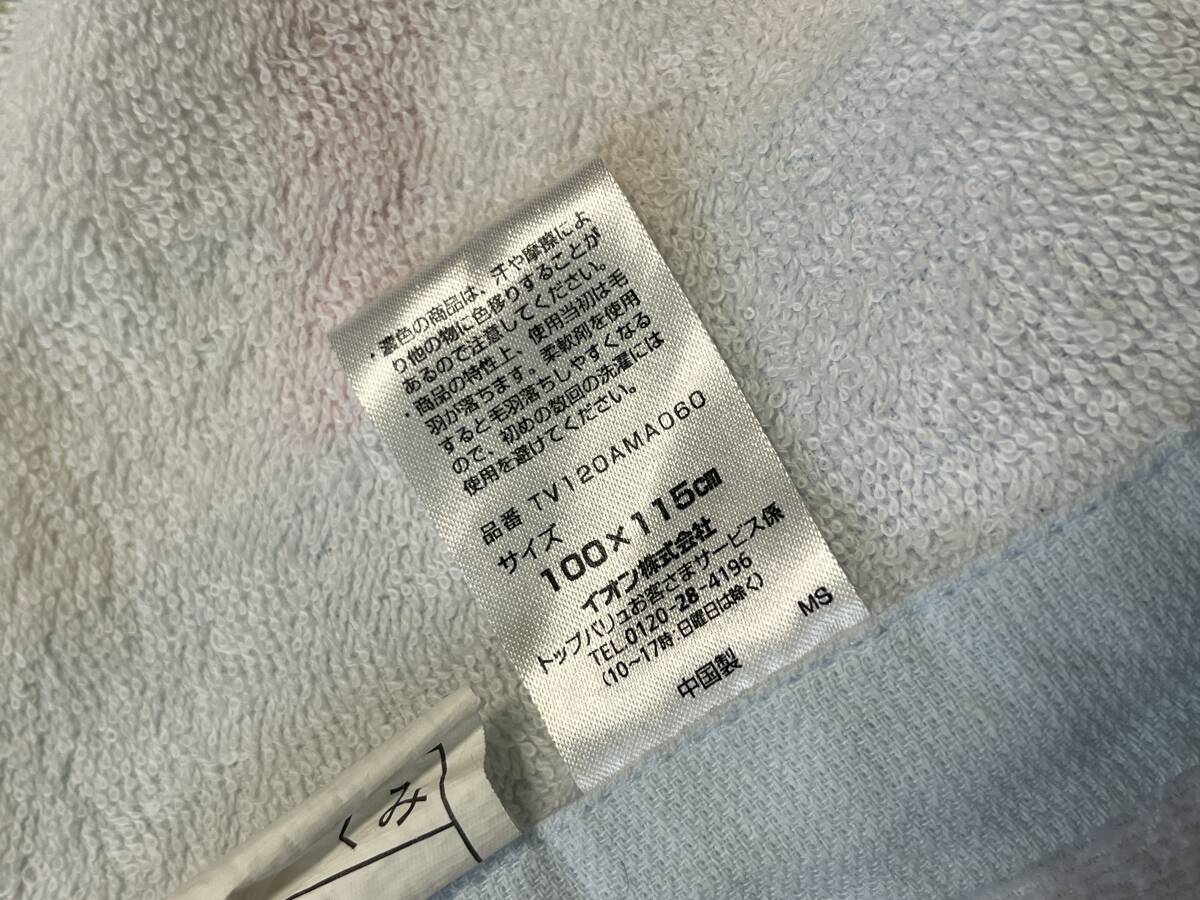 ・濃色の商品は、汗や摩擦によ
り他の物に色移りすることが
あるので注意してください。
・商品の特性上、使用当初は毛
羽が落ちます。柔軟剤を使用
すると毛羽落ちしやすくなる
ので、初めの数回の洗濯には
使用を避けてください。
品番 TV120AMA060
サイズ
100×115cm
イオン株式会社
トップバリュお客さまサービス係
TEL.0120-28-4196
(10～17時:日曜日は除く)
MS
中国製
くみ